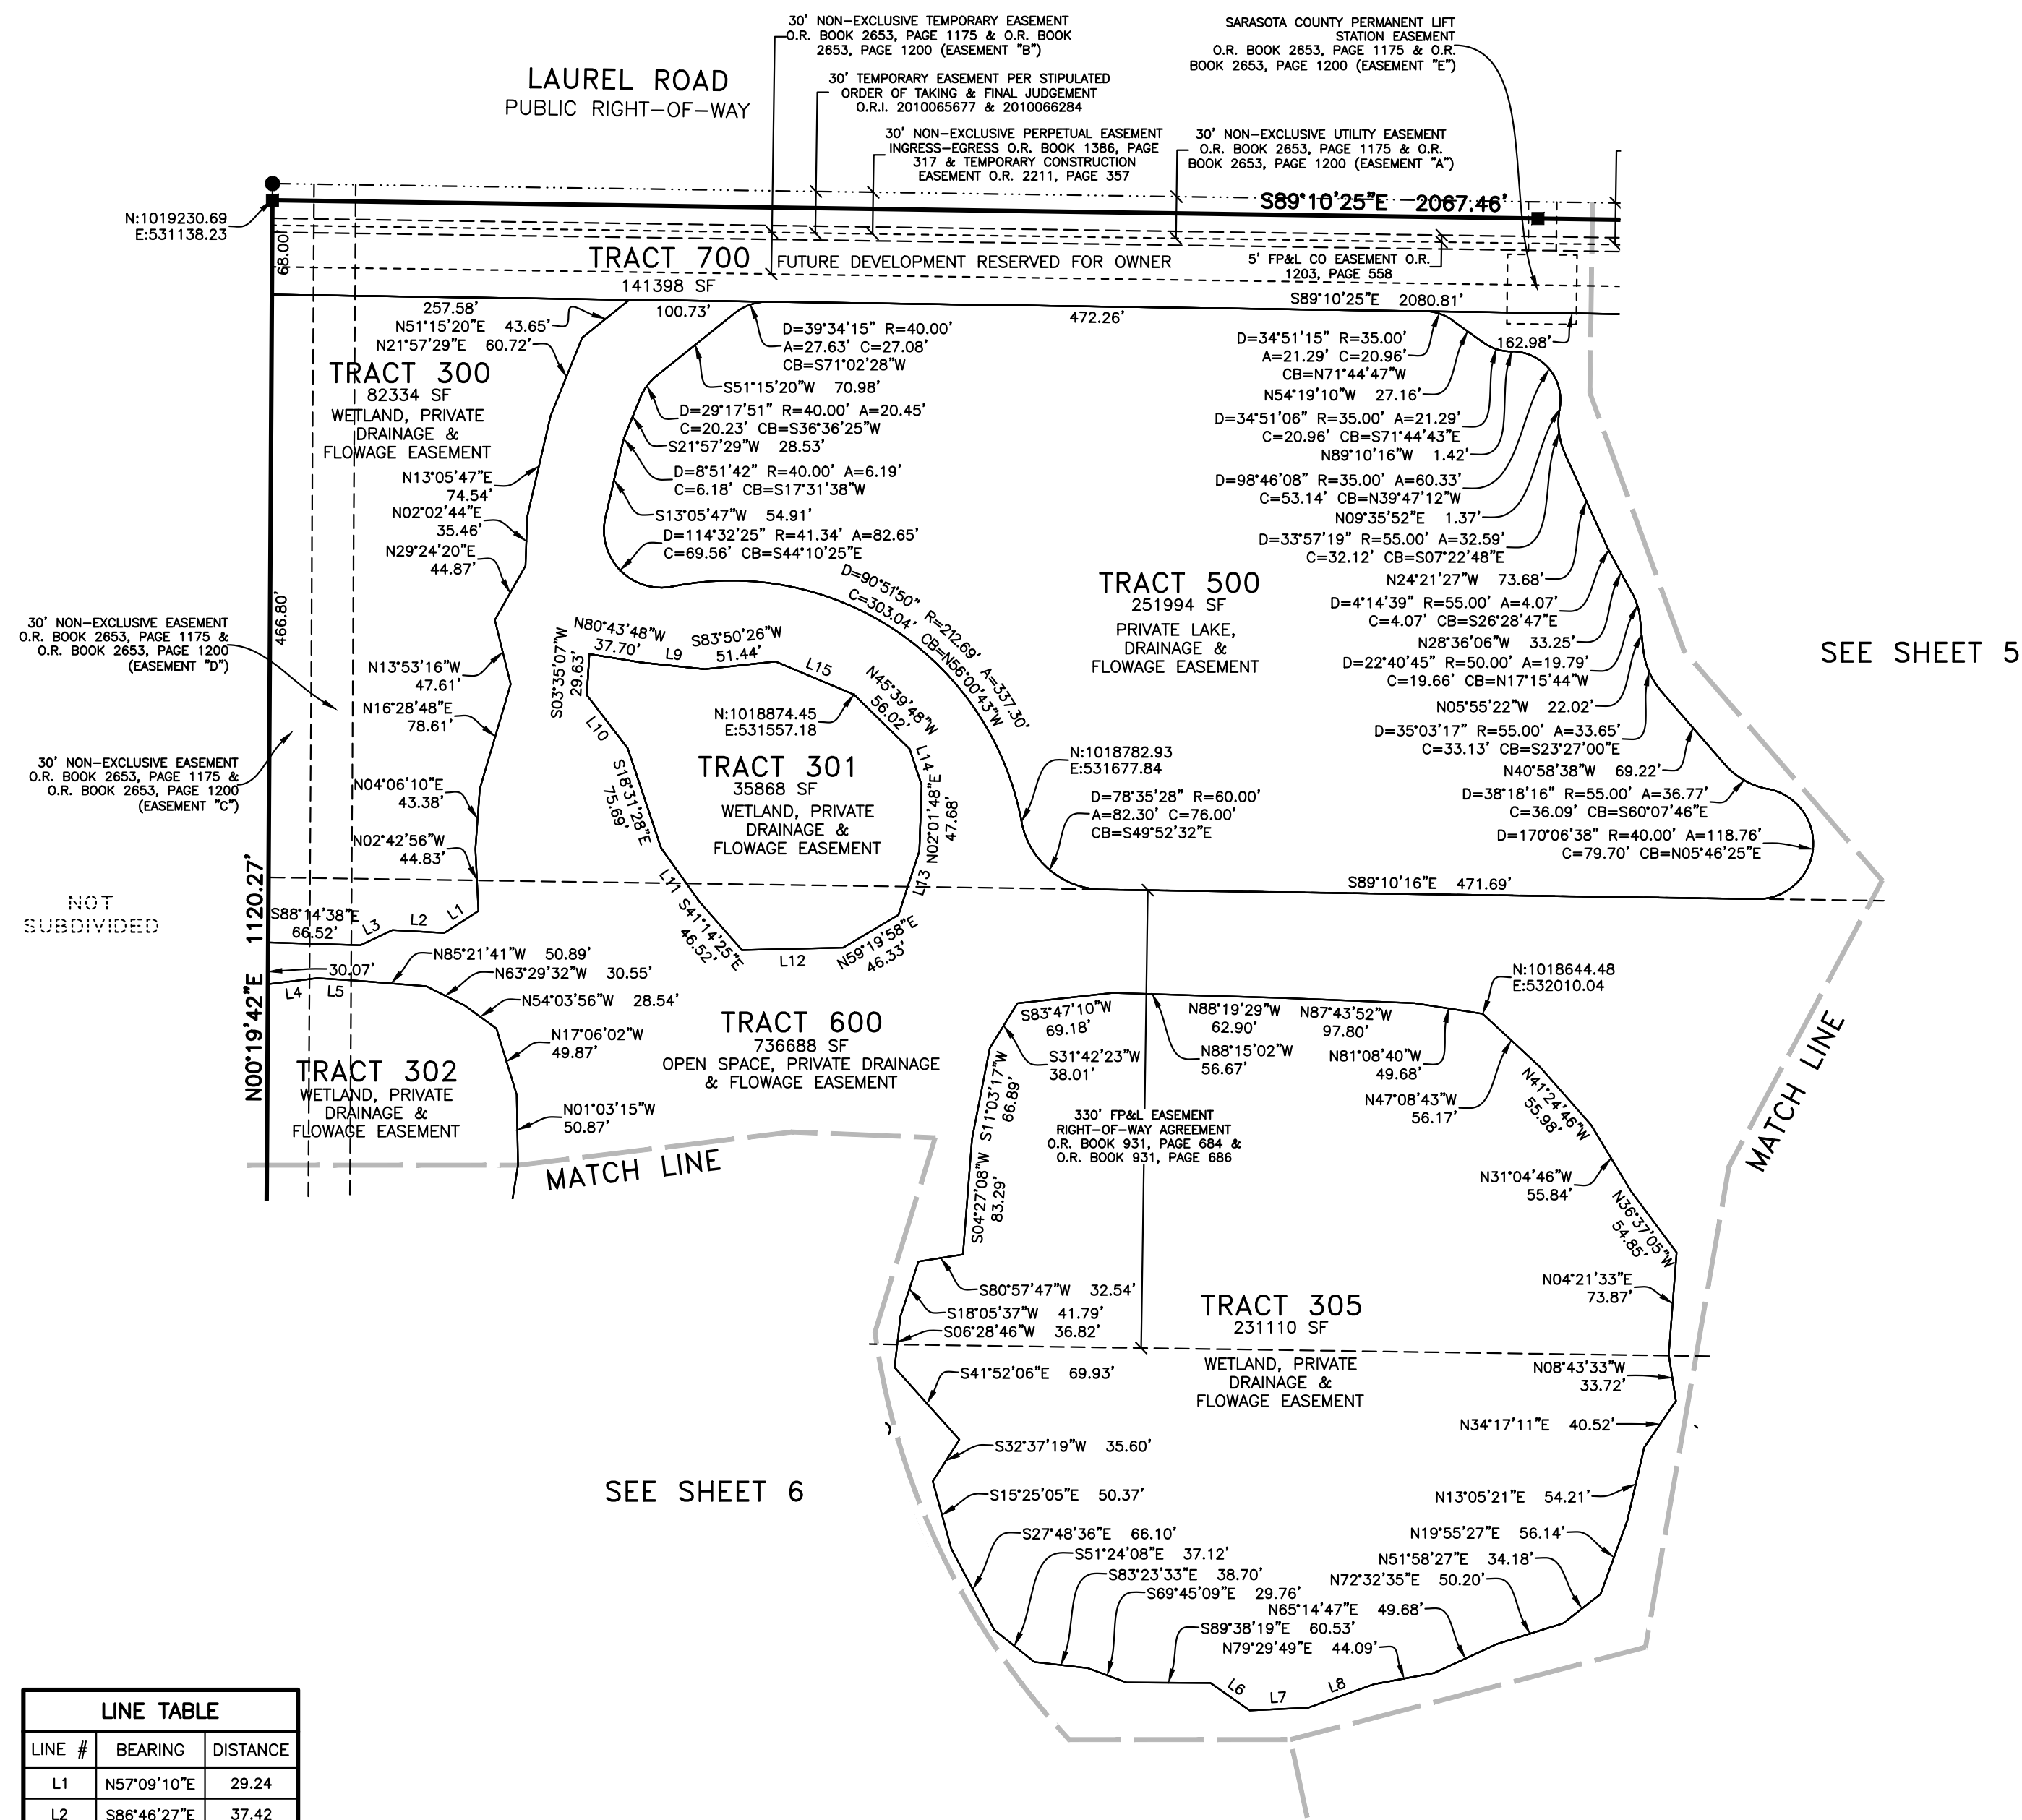 30' NON-EXCLUSIVE TEMPORARY EASEMENT
O.R. BOOK 2653, PAGE 1175 & O.R. BOOK
2653, PAGE 1200 (EASEMENT "B")
SARASOTA COUNTY PERMANENT LIFT
STATION EASEMENT
O.R. BOOK 2653, PAGE 1175 & O.R.
BOOK 2653, PAGE 1200 (EASEMENT "E")
LAUREL ROAD
PUBLIC RIGHT-OF-WAY
30' TEMPORARY EASEMENT PER STIPULATED
ORDER OF TAKING & FINAL JUDGEMENT
O.R.I. 2010065677 & 2010066284
30' NON-EXCLUSIVE PERPETUAL EASEMENT
INGRESS-EGRESS O.R. BOOK 1386, PAGE
317 & TEMPORARY CONSTRUCTION
EASEMENT O.R. 2211, PAGE 357
30' NON-EXCLUSIVE UTILITY EASEMENT
O.R. BOOK 2653, PAGE 1175 & O.R.
BOOK 2653, PAGE 1200 (EASEMENT "A")
S89°10'25"E 2067.46'
N:1019230.69
E:531138.23
68.00'
TRACT 700
FUTURE DEVELOPMENT RESERVED FOR OWNER
141398 SF
5' FP&L CO EASEMENT O.R.
1203, PAGE 558
S89°10'25"E 2080.81'
257.58'
100.73'
472.26'
162.98'
N51°15'20"E 43.65'
N21°57'29"E 60.72'
TRACT 300
82334 SF
WETLAND, PRIVATE
DRAINAGE &
FLOWAGE EASEMENT
N13°05'47"E
74.54'
N02°02'44"E
35.46'
N29°24'20"E
44.87'
466.80'
N13°53'16"W
47.61'
N16°28'48"E
78.61'
N04°06'10"E
43.38'
N02°42'56"W
44.83'
30' NON-EXCLUSIVE EASEMENT
O.R. BOOK 2653, PAGE 1175 &
O.R. BOOK 2653, PAGE 1200
(EASEMENT "D")
30' NON-EXCLUSIVE EASEMENT
O.R. BOOK 2653, PAGE 1175 &
O.R. BOOK 2653, PAGE 1200
(EASEMENT "C")
D=39°34'15" R=40.00'
A=27.63' C=27.08'
CB=S71°02'28"W
S51°15'20"W 70.98'
D=29°17'51" R=40.00' A=20.45'
C=20.23' CB=S36°36'25"W
S21°57'29"W 28.53'
D=8°51'42" R=40.00' A=6.19'
C=6.18' CB=S17°31'38"W
S13°05'47"W 54.91'
D=114°32'25" R=41.34' A=82.65'
C=69.56' CB=S44°10'25"E
D=90°51'50" R=212.69' A=337.30'
C=303.04' CB=N56°00'43"W
TRACT 500
251994 SF
PRIVATE LAKE,
DRAINAGE &
FLOWAGE EASEMENT
D=34°51'15" R=35.00'
A=21.29' C=20.96'
CB=N71°44'47"W
N54°19'10"W 27.16'
D=34°51'06" R=35.00' A=21.29'
C=20.96' CB=S71°44'43"E
N89°10'16"W 1.42'
D=98°46'08" R=35.00' A=60.33'
C=53.14' CB=N39°47'12"W
N09°35'52"E 1.37'
D=33°57'19" R=55.00' A=32.59'
C=32.12' CB=S07°22'48"E
N24°21'27"W 73.68'
D=4°14'39" R=55.00' A=4.07'
C=4.07' CB=S26°28'47"E
N28°36'06"W 33.25'
D=22°40'45" R=50.00' A=19.79'
C=19.66' CB=N17°15'44"W
N05°55'22"W 22.02'
D=35°03'17" R=55.00' A=33.65'
C=33.13' CB=S23°27'00"E
N40°58'38"W 69.22'
D=38°18'16" R=55.00' A=36.77'
C=36.09' CB=S60°07'46"E
D=170°06'38" R=40.00' A=118.76'
C=79.70' CB=N05°46'25"E
SEE SHEET 5
N80°43'48"W
37.70'
L9
S83°50'26"W
51.44'
L15
S03°35'07"W
29.63'
N45°39'48"W
56.02'
L10
N:1018874.45
E:531557.18
L14
S18°31'28"E
75.69'
TRACT 301
35868 SF
WETLAND, PRIVATE
DRAINAGE &
FLOWAGE EASEMENT
N02°01'48"E
47.68'
L11
L13
S41°14'25"E
46.52'
L12
N59°19'58"E
46.33'
N:1018782.93
E:531677.84
D=78°35'28" R=60.00'
A=82.30' C=76.00'
CB=S49°52'32"E
S89°10'16"E 471.69'
NOT
SUBDIVIDED
N00°19'42"E 1120.27'
S88°14'38"E
66.52'
L3
L2
L1
30.07'
L4
L5
N85°21'41"W 50.89'
N63°29'32"W 30.55'
N54°03'56"W 28.54'
N17°06'02"W
49.87'
N01°03'15"W
50.87'
TRACT 302
WETLAND, PRIVATE
DRAINAGE &
FLOWAGE EASEMENT
TRACT 600
736688 SF
OPEN SPACE, PRIVATE DRAINAGE
& FLOWAGE EASEMENT
MATCH LINE
N:1018644.48
E:532010.04
S83°47'10"W
69.18'
N88°19'29"W
62.90'
N87°43'52"W
97.80'
S31°42'23"W
38.01'
N88°15'02"W
56.67'
N81°08'40"W
49.68'
S11°03'17"W
66.89'
N47°08'43"W
56.17'
N41°24'46"W
55.98'
330' FP&L EASEMENT
RIGHT-OF-WAY AGREEMENT
O.R. BOOK 931, PAGE 684 &
O.R. BOOK 931, PAGE 686
MATCH LINE
S04°27'08"W
83.29'
N31°04'46"W
55.84'
N36°37'05"W
54.85'
S80°57'47"W 32.54'
S18°05'37"W 41.79'
S06°28'46"W 36.82'
TRACT 305
231110 SF
WETLAND, PRIVATE
DRAINAGE &
FLOWAGE EASEMENT
N04°21'33"E
73.87'
N08°43'33"W
33.72'
S41°52'06"E 69.93'
N34°17'11"E 40.52'
S32°37'19"W 35.60'
SEE SHEET 6
S15°25'05"E 50.37'
N13°05'21"E 54.21'
S27°48'36"E 66.10'
N19°55'27"E 56.14'
S51°24'08"E 37.12'
N51°58'27"E 34.18'
S83°23'33"E 38.70'
N72°32'35"E 50.20'
S69°45'09"E 29.76'
N65°14'47"E 49.68'
S89°38'19"E 60.53'
N79°29'49"E 44.09'
L6
L7
L8
LINE TABLE
LINE # BEARING DISTANCE
L1 N57°09'10"E 29.24
L2 S86°46'27"E 37.42